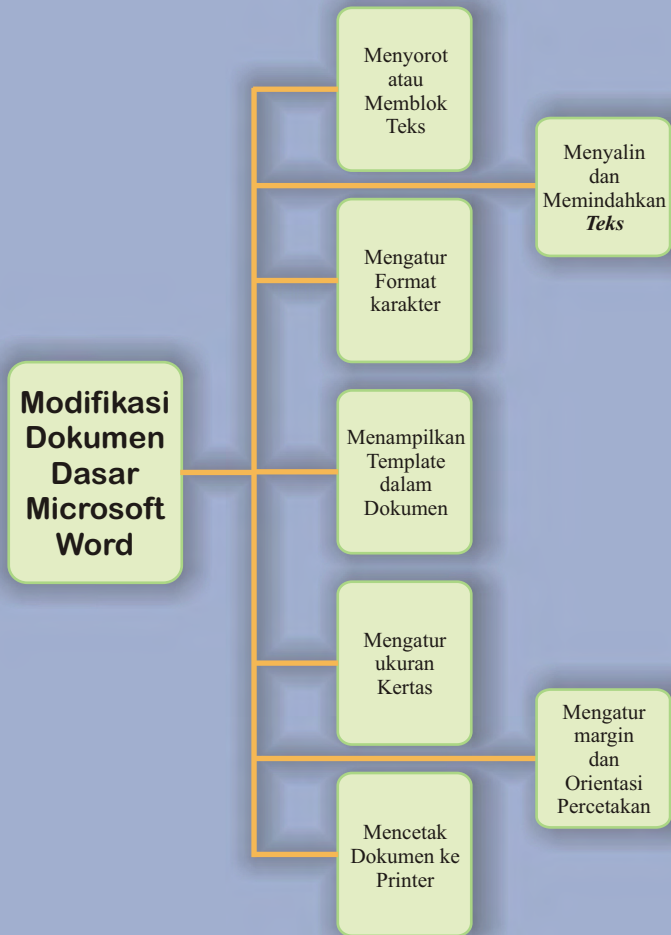 Modifikasi
Dokumen
Dasar
Microsoft
Word
Menyorot
atau
Memblok
Teks
Menyalin
dan
Memindahkan
Teks
Mengatur
Format
karakter
Menampilkan
Template
dalam
Dokumen
Mengatur
ukuran
Kertas
Mengatur
margin
dan
Orientasi
Percetakan
Mencetak
Dokumen ke
Printer